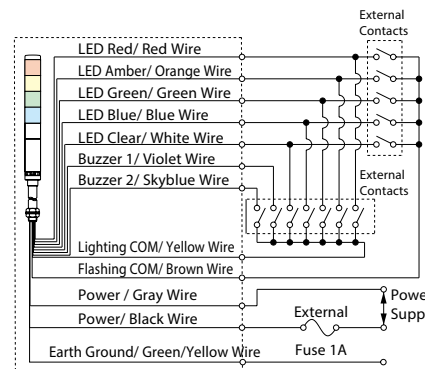 External
Contacts
LED Red/ Red Wire
LED Amber/ Orange Wire
LED Green/ Green Wire
LED Blue/ Blue Wire
LED Clear/ White Wire
Buzzer 1/ Violet Wire
Buzzer 2/ Skyblue Wire
External
Contacts
Lighting COM/ Yellow Wire
Flashing COM/ Brown Wire
Power / Gray Wire
Power/ Black Wire
External
Fuse 1A
Earth Ground/ Green/Yellow Wire